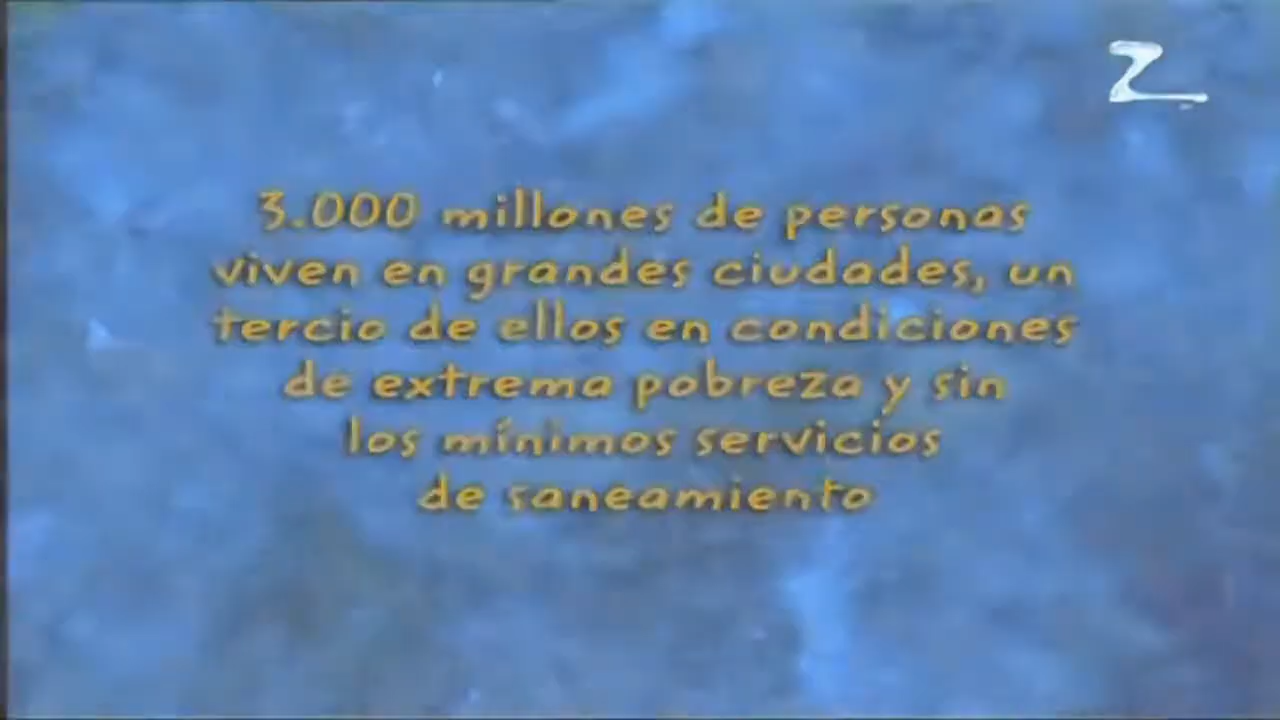 Z
3.000 millones de personas
viven en grandes ciudades, un
tercio de ellos en condiciones
de extrema pobreza y sin
los mínimos servicios
de saneamiento